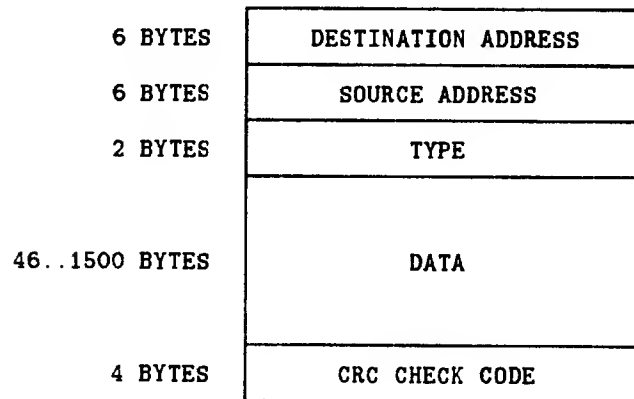 6 BYTES DESTINATION ADDRESS
6 BYTES SOURCE ADDRESS
2 BYTES TYPE
46..1500 BYTES DATA
4 BYTES CRC CHECK CODE